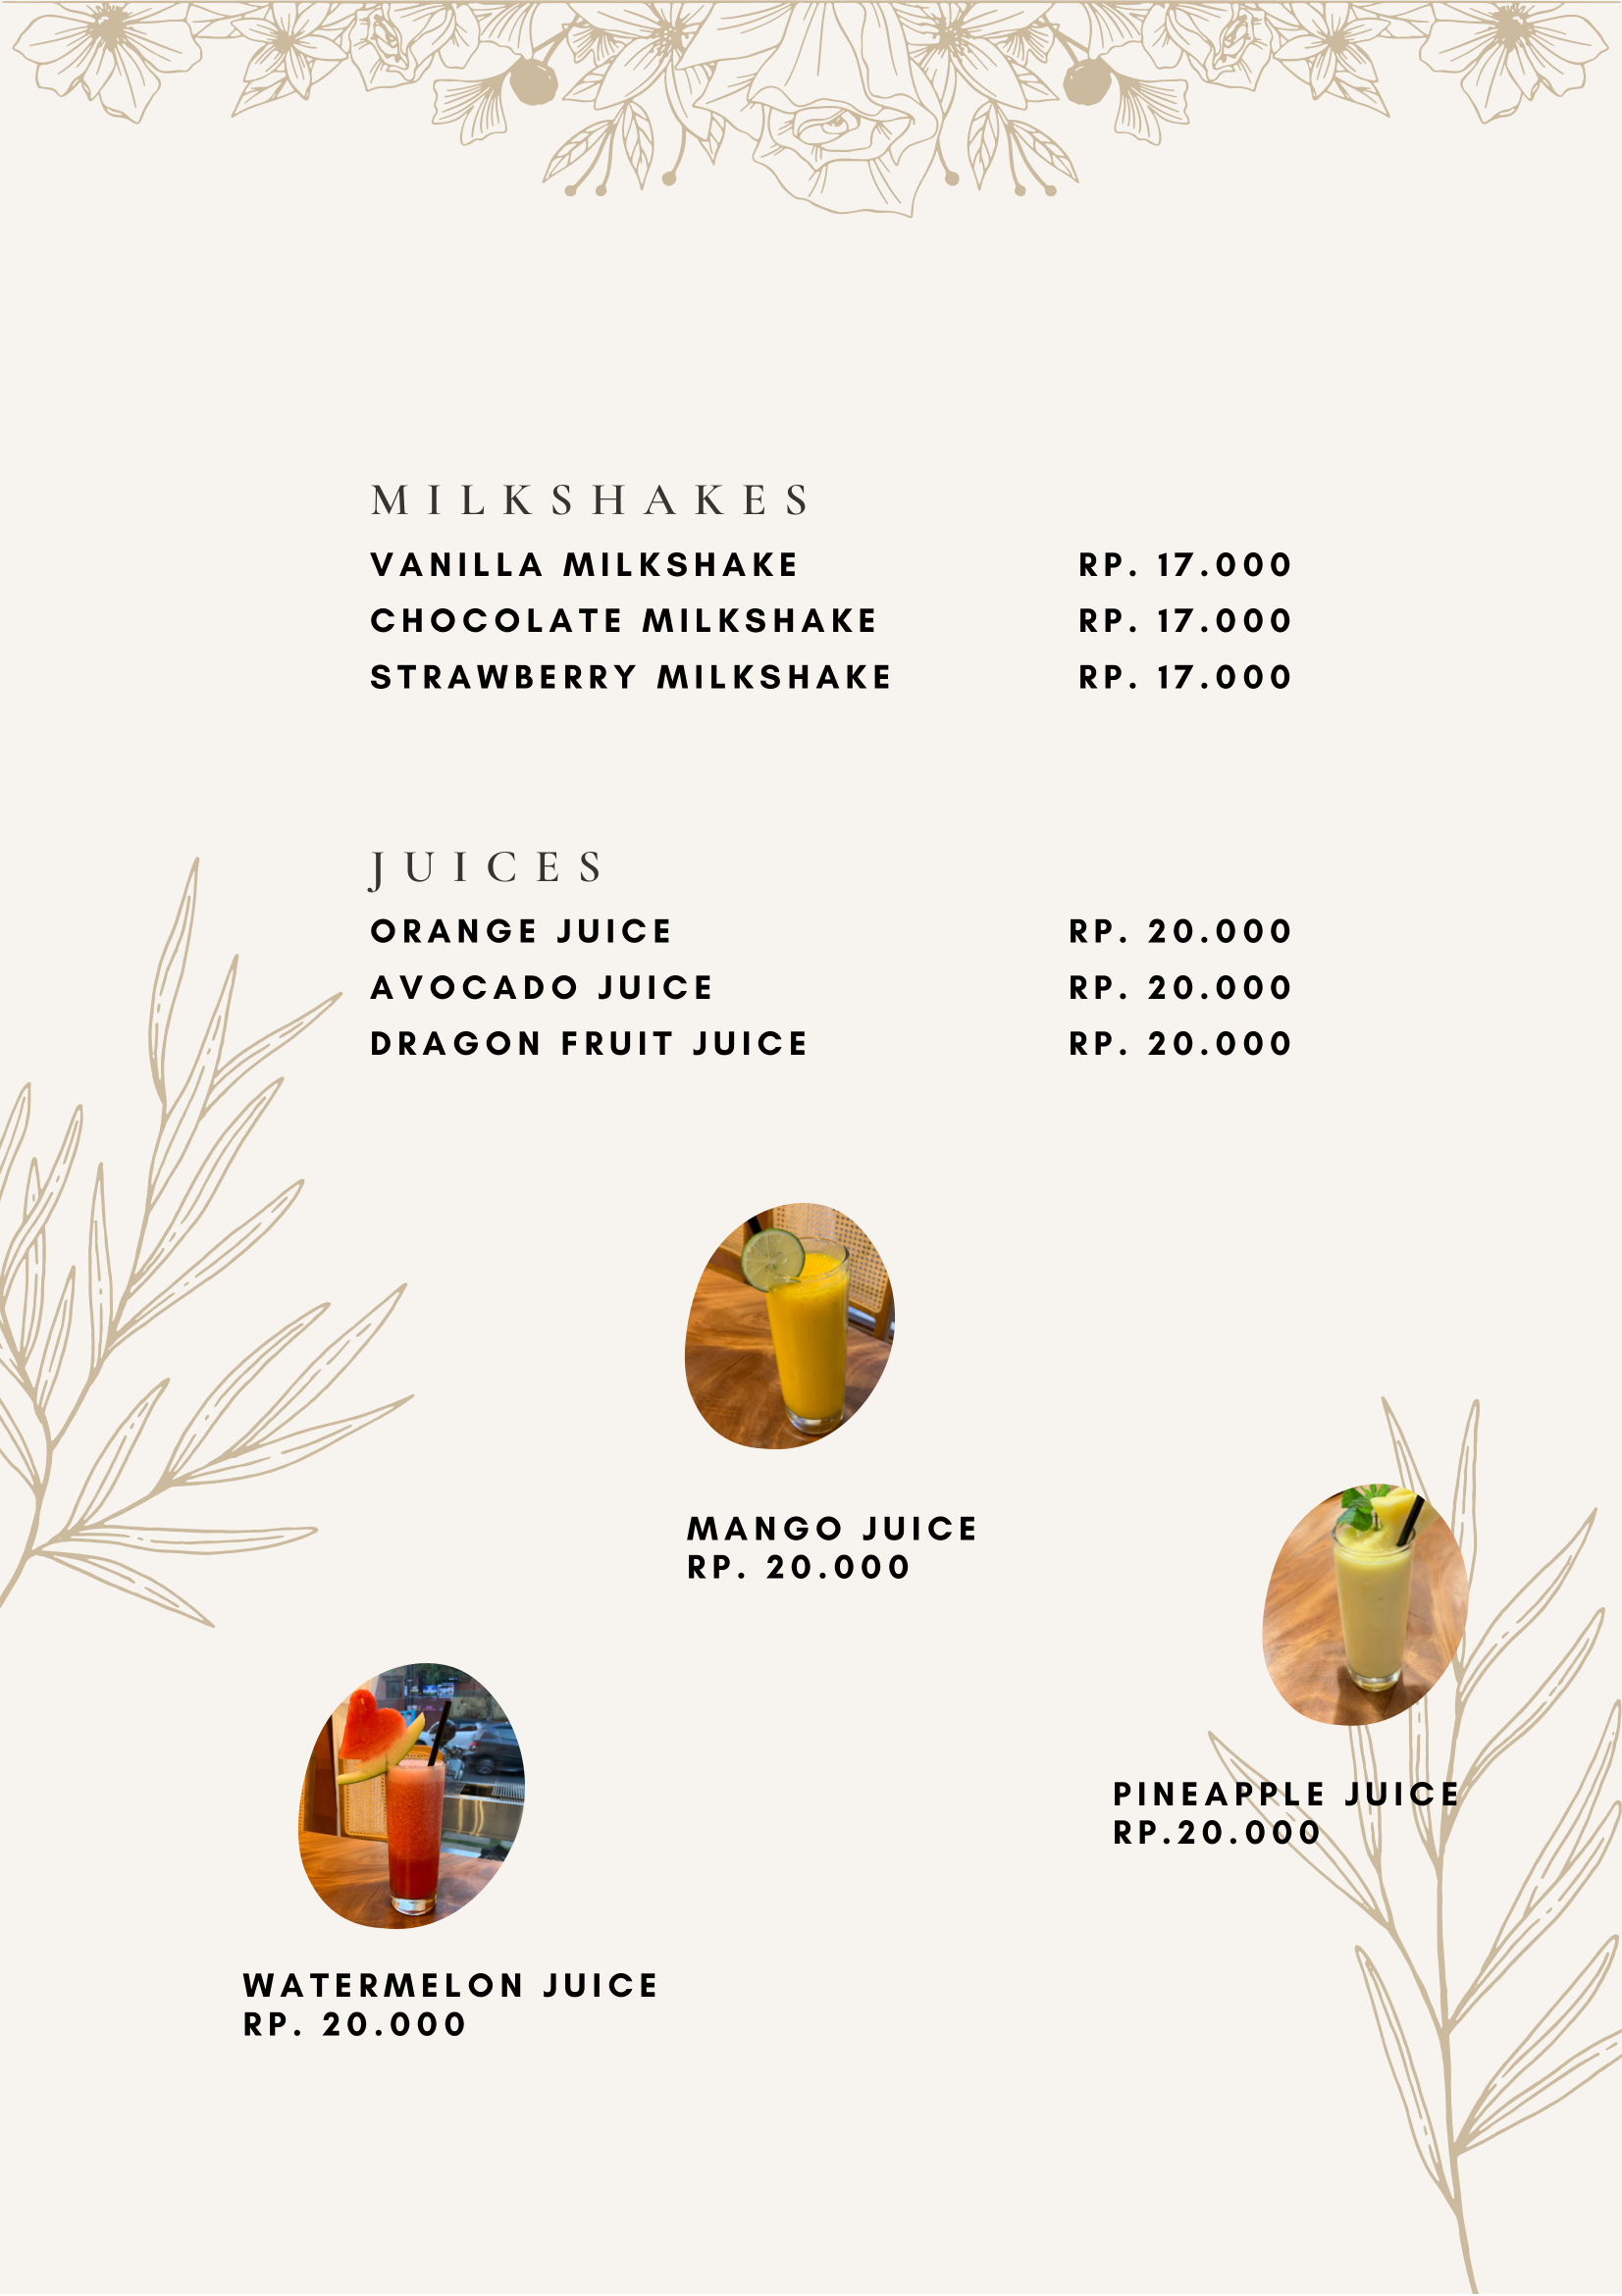 MILKSHAKES
VANILLA MILKSHAKE RP. 17.000
CHOCOLATE MILKSHAKE RP. 17.000
STRAWBERRY MILKSHAKE RP. 17.000
JUICES
ORANGE JUICE RP. 20.000
AVOCADO JUICE RP. 20.000
DRAGON FRUIT JUICE RP. 20.000
MANGO JUICE
RP. 20.000
PINEAPPLE JUICE
RP.20.000
WATERMELON JUICE
RP. 20.000